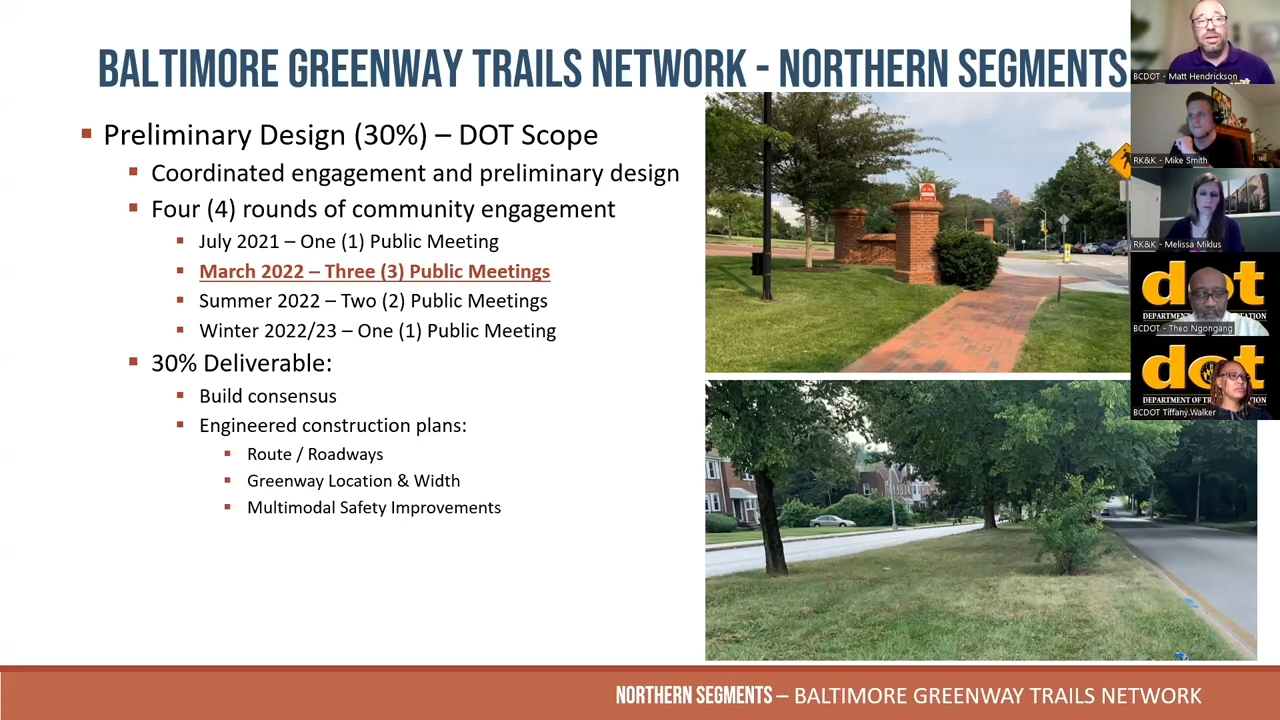 BALTIMORE GREENWAY TRAILS NETWORK - NORTHERN SEGMENTS
Preliminary Design (30%) – DOT Scope
Coordinated engagement and preliminary design
Four (4) rounds of community engagement
July 2021 – One (1) Public Meeting
March 2022 – Three (3) Public Meetings
Summer 2022 – Two (2) Public Meetings
Winter 2022/23 – One (1) Public Meeting
30% Deliverable:
Build consensus
Engineered construction plans:
Route / Roadways
Greenway Location & Width
Multimodal Safety Improvements
BCDOT - Matt Hendrickson
RK&K - Mike Smith
RK&K - Melissa Miklus
dot
BCDOT - Theo Ngongang
dot
DEPARTMENT OF
BCDOT Tiffany Walker
NORTHERN SEGMENTS – BALTIMORE GREENWAY TRAILS NETWORK